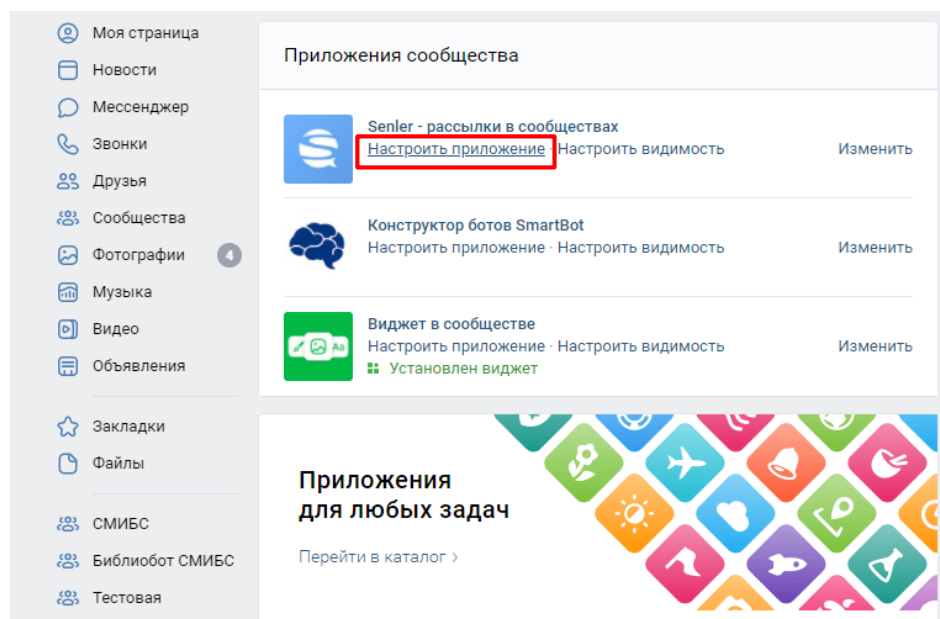 Моя страница
Новости
Мессенджер
Звонки
Друзья
Сообщества
Фотографии 4
Музыка
Видео
Объявления
Закладки
Файлы
СМИБС
Библиобот СМИБС
Тестовая
Приложения сообщества
Senler - рассылки в сообществах
Настроить приложение · Настроить видимость Изменить
Конструктор ботов SmartBot
Настроить приложение · Настроить видимость Изменить
Виджет в сообществе
Aa
Настроить приложение · Настроить видимость Изменить
Установлен виджет
Приложения
для любых задач
Перейти в каталог >